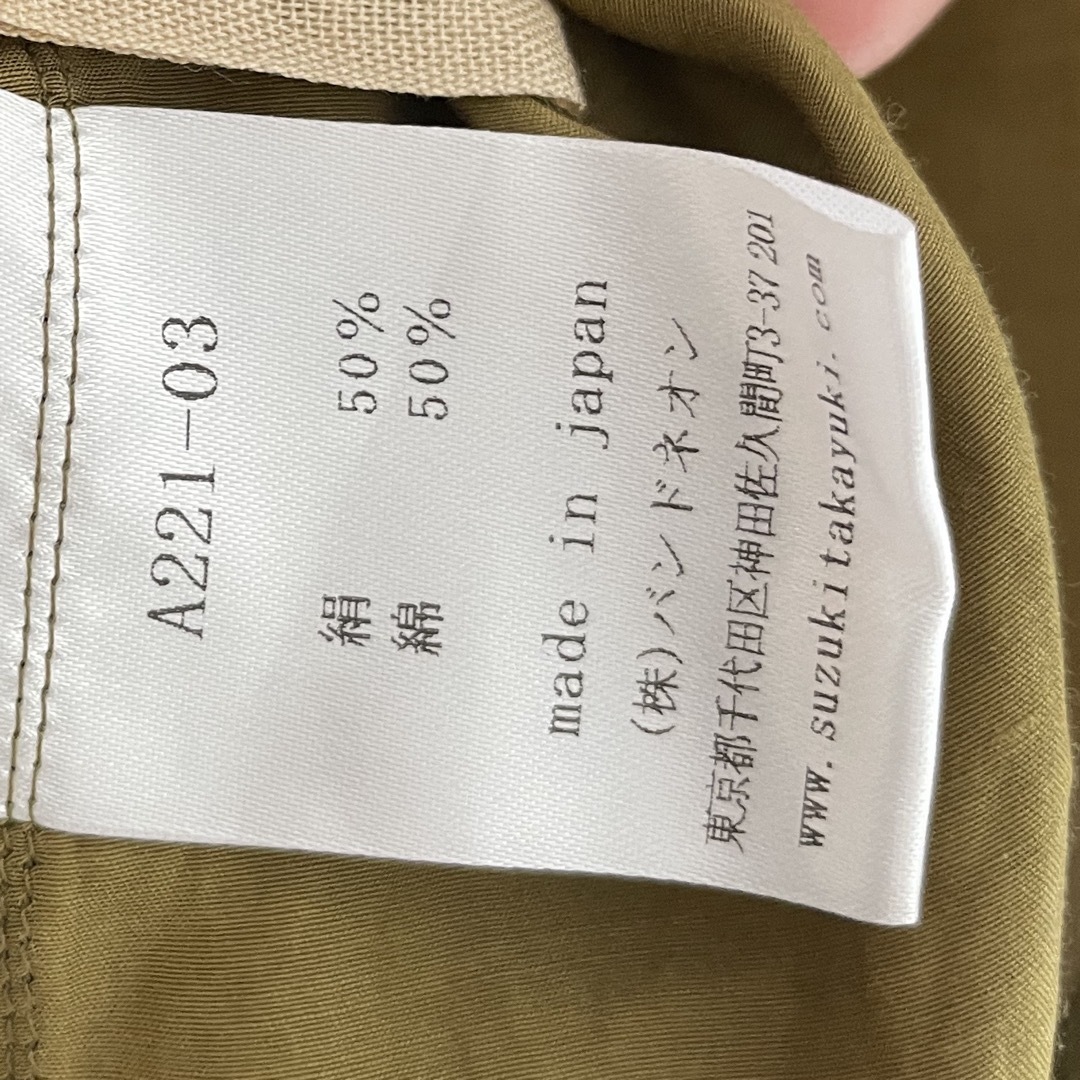 A221-03
絹 50%
綿 50%
made in japan
(株)バンドネオン
東京都千代田区神田佐久間町3-37 201
www.suzukitakayuki.com